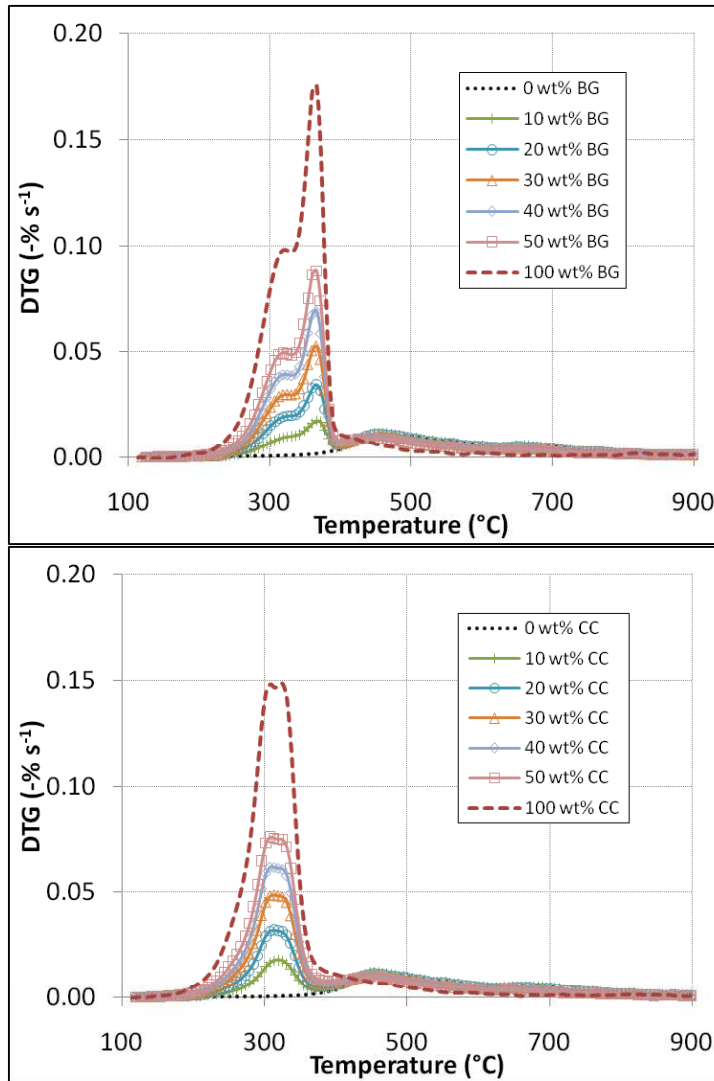 0.20
0.15
0.10
0.05
0.00
DTG (-% s-1)
0 wt% BG
10 wt% BG
20 wt% BG
30 wt% BG
40 wt% BG
50 wt% BG
100 wt% BG
100 300 500 700 900
Temperature (°C)
0.20
0.15
0.10
0.05
0.00
DTG (-% s-1)
0 wt% CC
10 wt% CC
20 wt% CC
30 wt% CC
40 wt% CC
50 wt% CC
100 wt% CC
100 300 500 700 900
Temperature (°C)